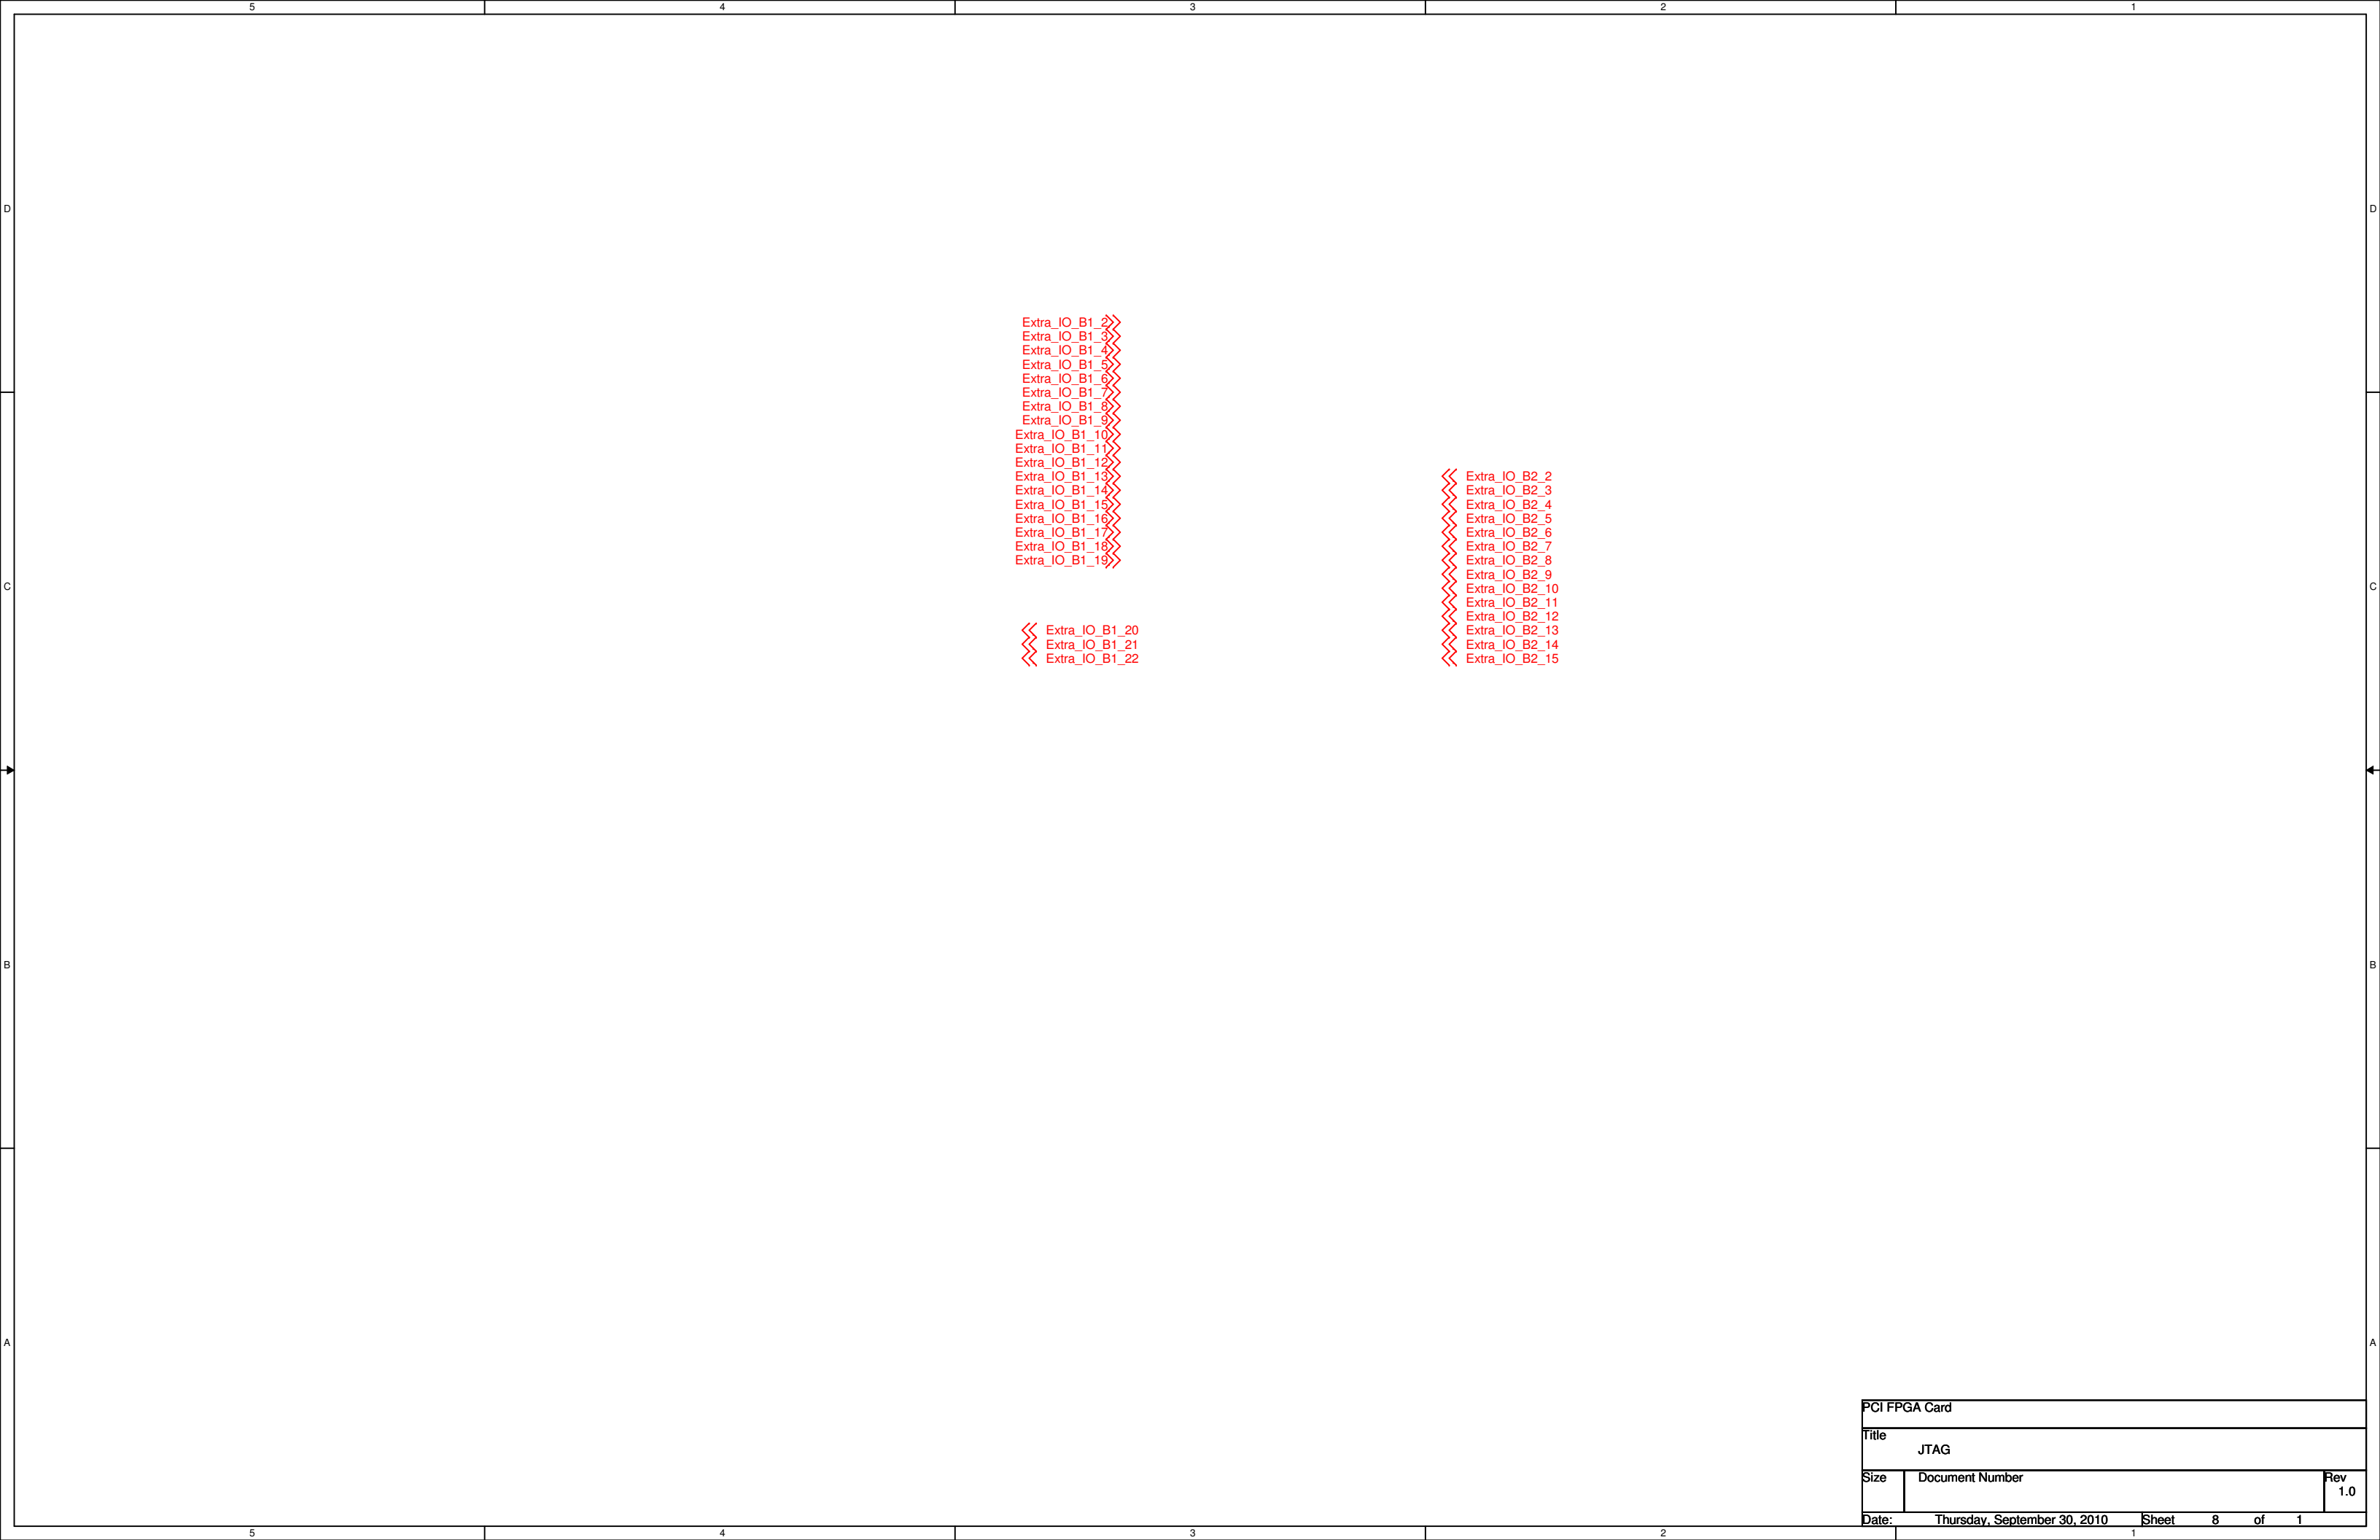 5 4 3 2 1
D D
Extra_IO_B1_2
Extra_IO_B1_3
Extra_IO_B1_4
Extra_IO_B1_5
Extra_IO_B1_6
Extra_IO_B1_7
Extra_IO_B1_8
Extra_IO_B1_9
Extra_IO_B1_10
Extra_IO_B1_11
Extra_IO_B1_12
Extra_IO_B1_13
Extra_IO_B1_14
Extra_IO_B1_15
Extra_IO_B1_16
Extra_IO_B1_17
Extra_IO_B1_18
Extra_IO_B1_19
Extra_IO_B2_2
Extra_IO_B2_3
Extra_IO_B2_4
Extra_IO_B2_5
Extra_IO_B2_6
Extra_IO_B2_7
Extra_IO_B2_8
Extra_IO_B2_9
Extra_IO_B2_10
Extra_IO_B2_11
Extra_IO_B2_12
Extra_IO_B2_13
Extra_IO_B2_14
Extra_IO_B2_15
C C
Extra_IO_B1_20
Extra_IO_B1_21
Extra_IO_B1_22
B B
A A
PCI FPGA Card
Title
JTAG
Size Document Number Rev
1.0
Date: Thursday, September 30, 2010 Sheet 8 of 1
5 4 3 2 1